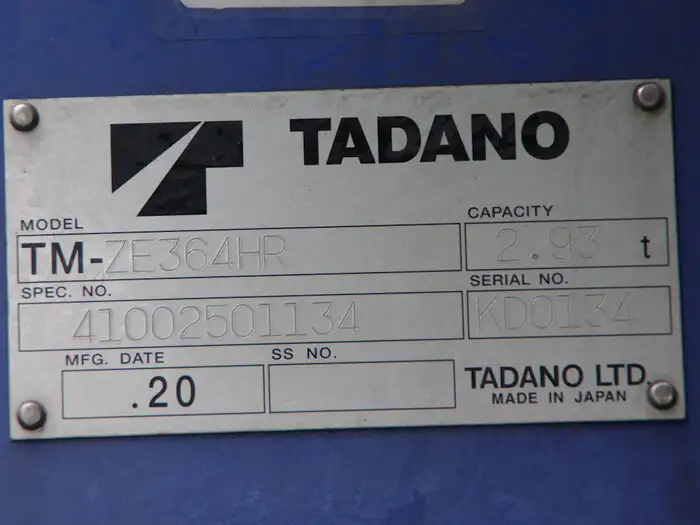 TADANO
MODEL
TM-ZE364HR
CAPACITY
2.93 t
SPEC. NO.
41002501134
SERIAL NO.
KD0134
MFG. DATE
.20
SS NO.
TADANO LTD.
MADE IN JAPAN